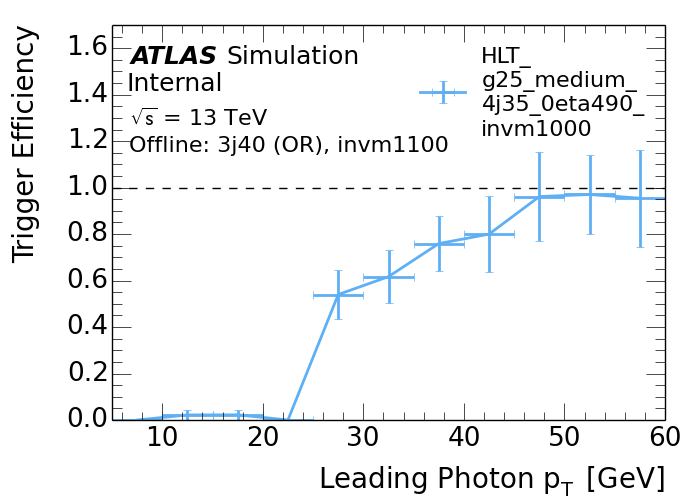 ATLAS Simulation
Internal
√s = 13 TeV
Offline: 3j40 (OR), invm1100
HLT_
g25_medium_
4j35_0eta490_
invm1000
Trigger Efficiency
1.6
1.4
1.2
1.0
0.8
0.6
0.4
0.2
0.0
10 20 30 40 50 60
Leading Photon pT [GeV]